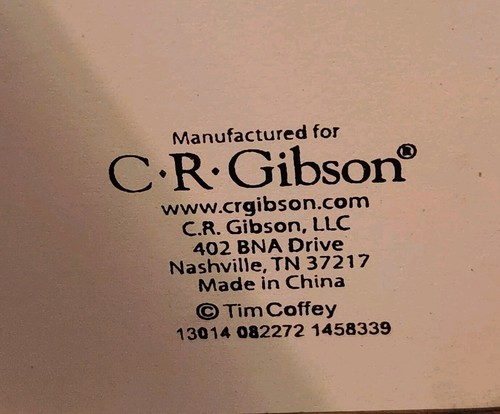 Manufactured for
C·R·Gibson®
www.crgibson.com
C.R. Gibson, LLC
402 BNA Drive
Nashville, TN 37217
Made in China
© Tim Coffey
13014 082272 1458339